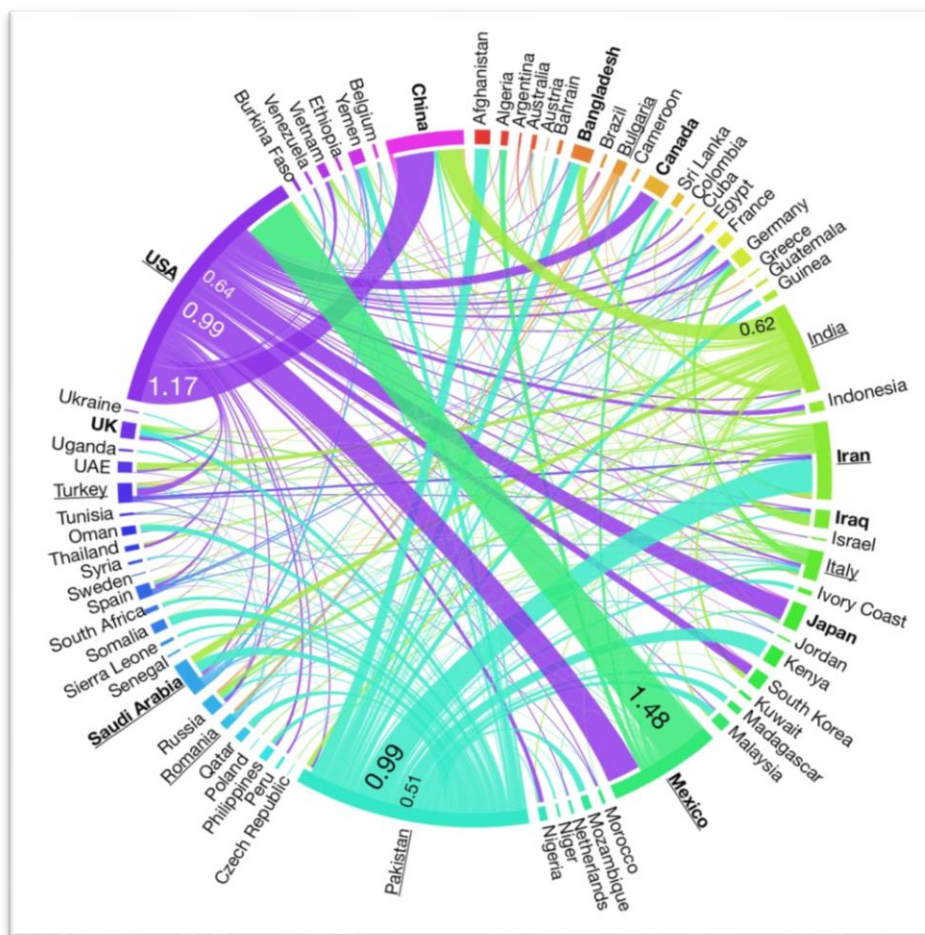 China
Afghanistan
Algeria
Argentina
Australia
Austria
Bahrain
Bangladesh
Brazil
Bulgaria
Cameroon
Canada
Sri Lanka
Colombia
Cuba
Egypt
France
Germany
Greece
Guatemala
Guinea
0.62
India
Indonesia
Iran
Iraq
Israel
Italy
Ivory Coast
Japan
Jordan
Kenya
South Korea
Kuwait
Madagascar
Malaysia
1.48
Mexico
Morocco
Mozambique
Netherlands
Niger
Nigeria
0.99
0.51
Pakistan
Czech Republic
Peru
Philippines
Poland
Qatar
Romania
Russia
Saudi Arabia
Senegal
Sierra Leone
Somalia
South Africa
Spain
Sweden
Syria
Thailand
Oman
Tunisia
Turkey
UAE
Uganda
UK
Ukraine
1.17
0.99
0.64
USA
Burkina Faso
Venezuela
Vietnam
Ethiopia
Yemen
Belgium